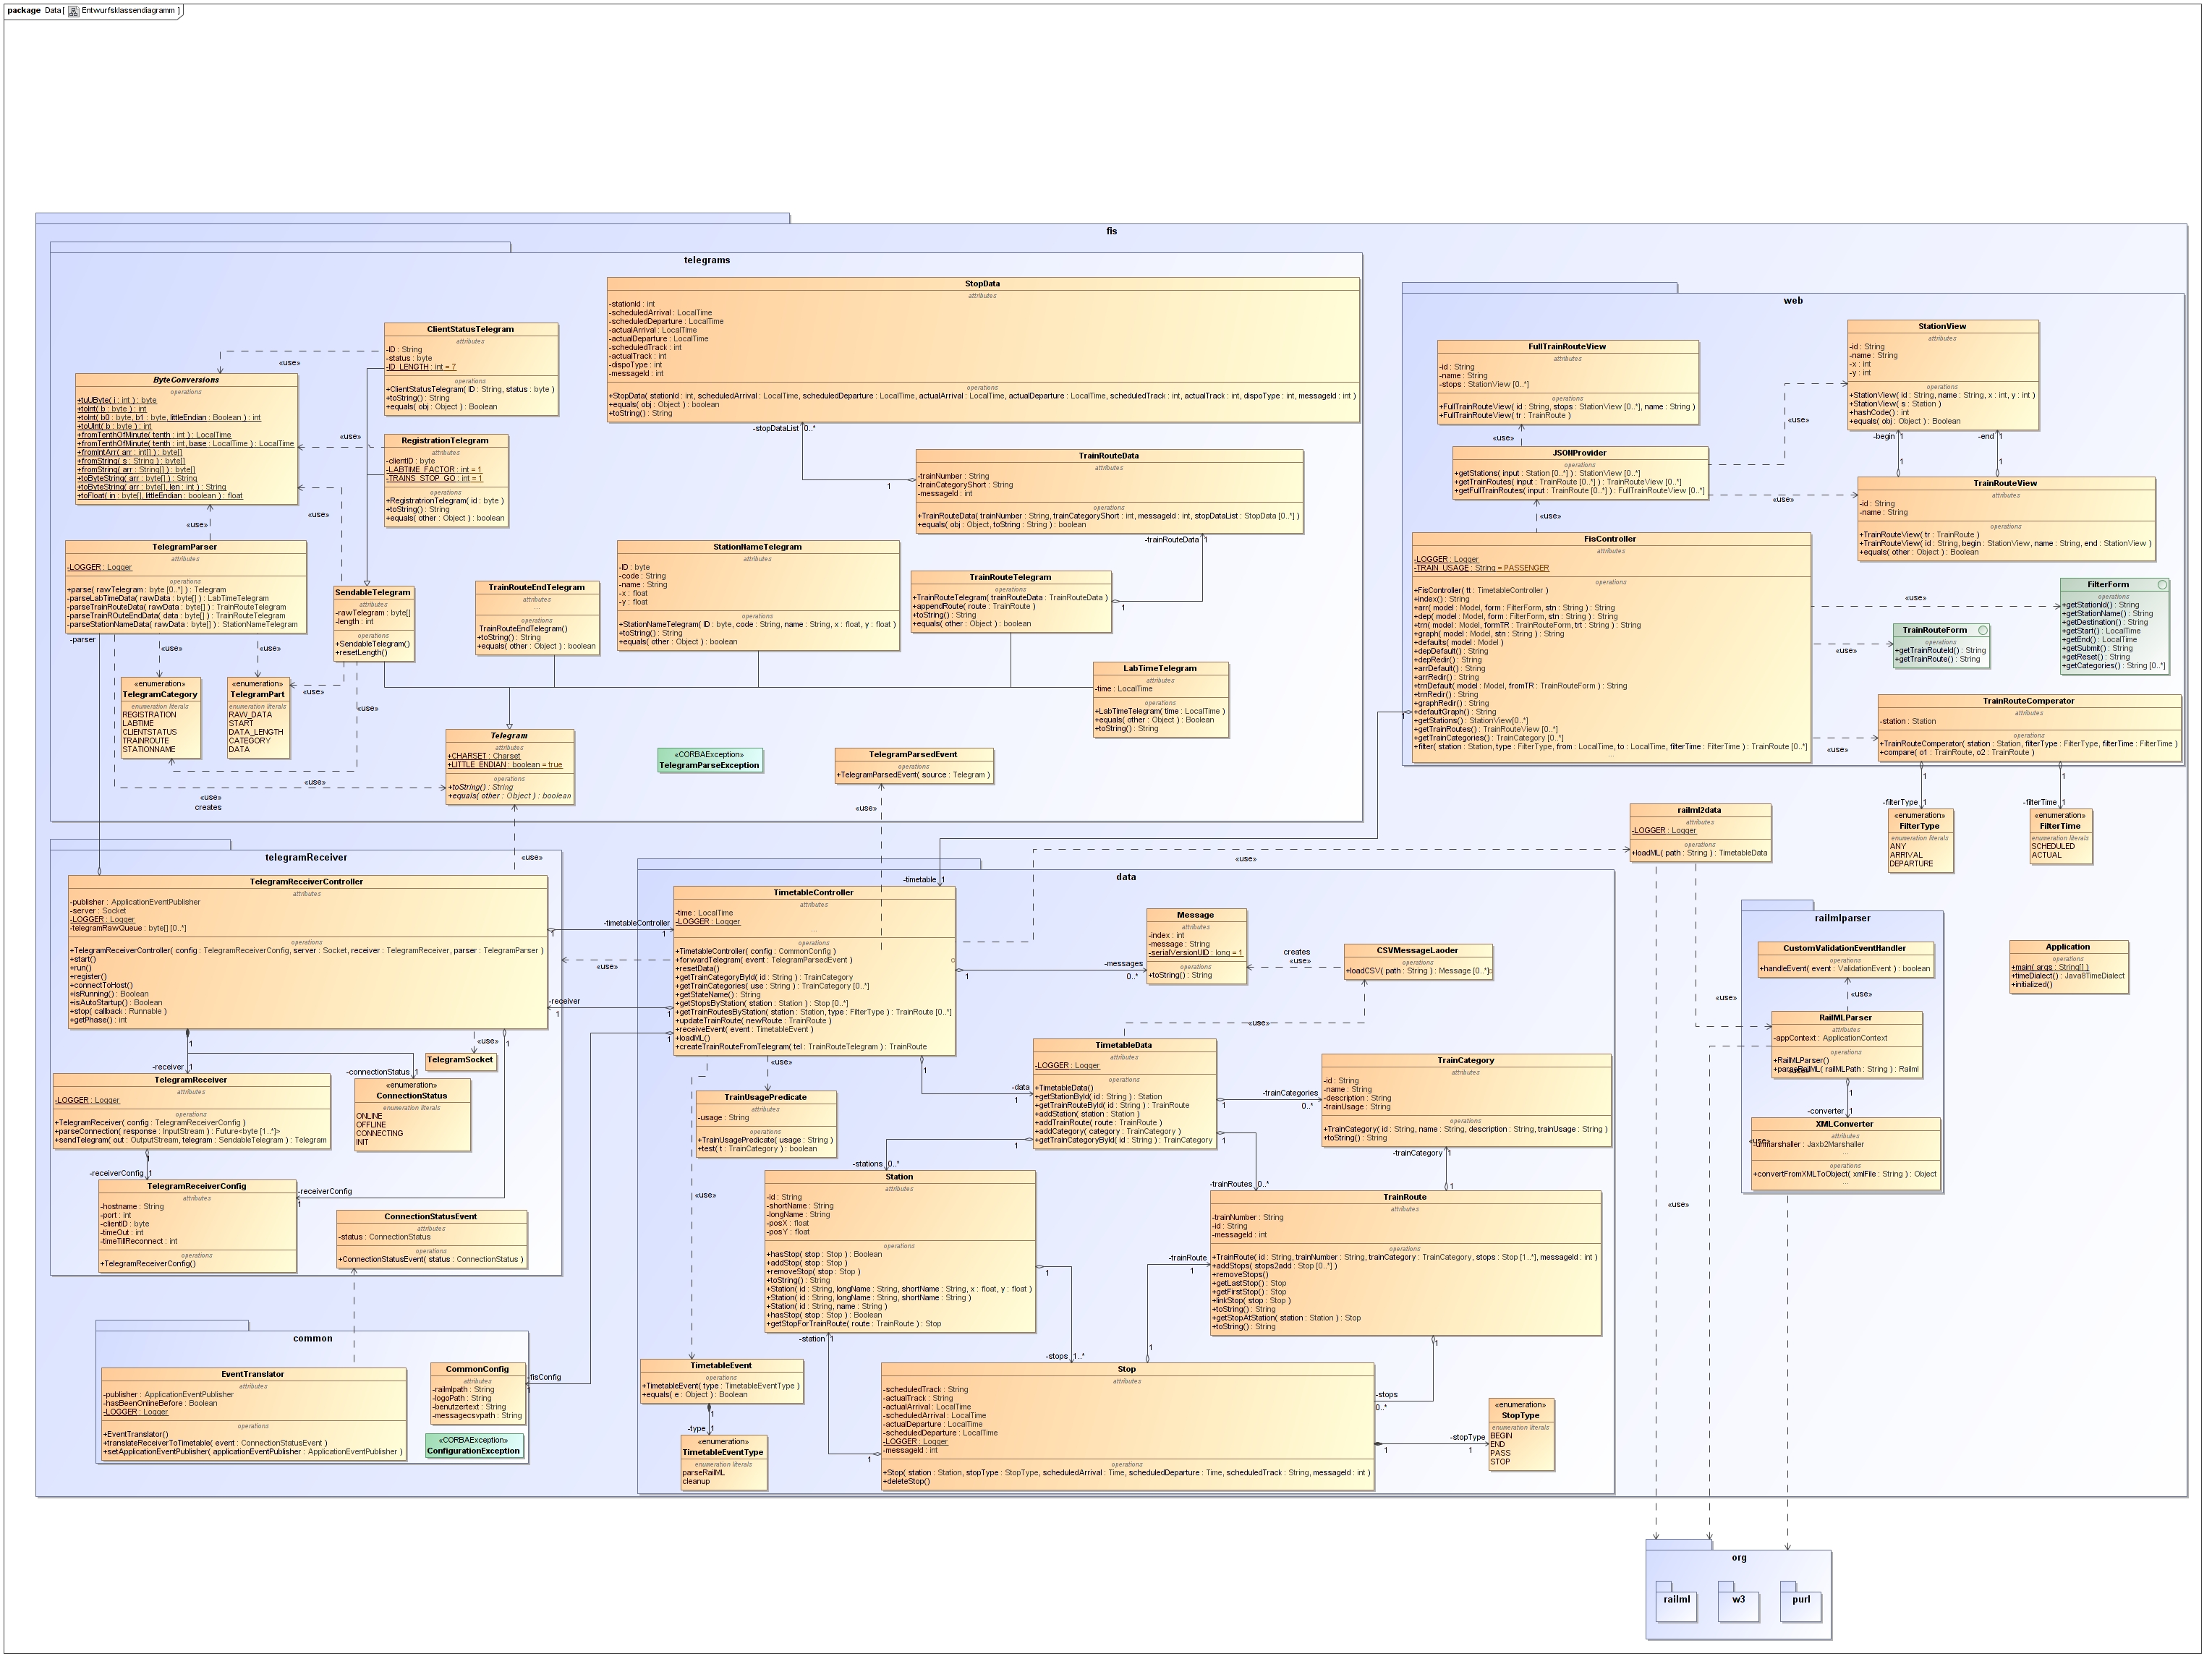 package Data [ Entwurfsklassendiagramm ]
fis
telegrams
StopData
attributes
-stationId : int
-scheduledArrival : LocalTime
-scheduledDeparture : LocalTime
-actualArrival : LocalTime
-actualDeparture : LocalTime
-scheduledTrack : int
-actualTrack : int
-dispoType : int
-messageId : int
operations
+StopData( stationId : int, scheduledArrival : LocalTime, scheduledDeparture : LocalTime, actualArrival : LocalTime, actualDeparture : LocalTime, scheduledTrack : int, actualTrack : int, dispoType : int, messageId : int )
+equals( obj : Object ) : boolean
+toString() : String
-stopDataList 0..*
1
ClientStatusTelegram
attributes
-ID : String
-status : byte
-ID_LENGTH : int = 7
operations
+ClientStatusTelegram( ID : String, status : byte )
+toString() : String
+equals( obj : Object ) : Boolean
«use»
ByteConversions
operations
+tuUByte( i : int ) : byte
+toInt( b : byte ) : int
+toInt( b0 : byte, b1 : byte, littleEndian : Boolean ) : int
+toUInt( b : byte ) : int
+fromTenthOfMinute( tenth : int ) : LocalTime
+fromTenthOfMinute( tenth : int, base : LocalTime ) : LocalTime
+fromIntArr( arr : int[] ) : byte[]
+fromString( s : String ) : byte[]
+fromString( arr : String[] ) : byte[]
+toByteString( arr : byte[] ) : String
+toByteString( arr : byte[], len : int ) : String
+toFloat( in : byte[], littleEndian : boolean ) : float
«use»
«use»
«use»
RegistrationTelegram
attributes
-clientID : byte
-LABTIME_FACTOR : int = 1
-TRAINS_STOP_GO : int = 1
operations
+RegistrationTelegram( id : byte )
+toString() : String
+equals( other : Object ) : boolean
TrainRouteData
attributes
-trainNumber : String
-trainCategoryShort : String
-messageId : int
operations
+TrainRouteData( trainNumber : String, trainCategoryShort : int, messageId : int, stopDataList : StopData [0..*] )
+equals( obj : Object, toString : String ) : boolean
-trainRouteData 1
1
TelegramParser
attributes
-LOGGER : Logger
operations
+parse( rawTelegram : byte [0..*] ) : Telegram
-parseLabTimeData( rawData : byte[] ) : LabTimeTelegram
-parseTrainRouteData( rawData : byte[] ) : TrainRouteTelegram
-parseTrainROuteEndData( data : byte[] ) : TrainRouteTelegram
-parseStationNameData( rawData : byte[] ) : StationNameTelegram
-parser
«use»
«use»
«use»
«use»
SendableTelegram
attributes
-rawTelegram : byte[]
-length : int
operations
+SendableTelegram()
+resetLength()
TrainRouteEndTelegram
attributes
...
operations
TrainRouteEndTelegram()
+toString() : String
+equals( other : Object ) : boolean
StationNameTelegram
attributes
-ID : byte
-code : String
-name : String
-x : float
-y : float
operations
+StationNameTelegram( ID : byte, code : String, name : String, x : float, y : float )
+toString() : String
+equals( other : Object ) : boolean
TrainRouteTelegram
operations
+TrainRouteTelegram( trainRouteData : TrainRouteData )
+appendRoute( route : TrainRoute )
+toString() : String
+equals( other : Object ) : boolean
LabTimeTelegram
attributes
-time : LocalTime
operations
+LabTimeTelegram( time : LocalTime )
+equals( other : Object ) : Boolean
+toString() : String
«enumeration»
TelegramCategory
enumeration literals
REGISTRATION
LABTIME
CLIENTSTATUS
TRAINROUTE
STATIONNAME
«enumeration»
TelegramPart
enumeration literals
RAW_DATA
START
DATA_LENGTH
CATEGORY
DATA
«use»
creates
Telegram
attributes
+CHARSET : Charset
+LITTLE_ENDIAN : boolean = true
operations
+toString() : String
+equals( other : Object ) : boolean
«CORBAException»
TelegramParseException
TelegramParsedEvent
operations
+TelegramParsedEvent( source : Telegram )
«use»
«use»
web
FullTrainRouteView
attributes
-id : String
-name : String
-stops : StationView [0..*]
operations
+FullTrainRouteView( id : String, stops : StationView [0..*], name : String )
+FullTrainRouteView( tr : TrainRoute )
«use»
StationView
attributes
-id : String
-name : String
-x : int
-y : int
operations
+StationView( id : String, name : String, x : int, y : int )
+StationView( s : Station )
+hashCode() : int
+equals( obj : Object ) : Boolean
-begin 1
-end 1
1
1
«use»
JSONProvider
operations
+getStations( input : Station [0..*] ) : StationView [0..*]
+getTrainRoutes( input : TrainRoute [0..*] ) : TrainRouteView [0..*]
+getFullTrainRoutes( input : TrainRoute [0..*] ) : FullTrainRouteView [0..*]
«use»
«use»
TrainRouteView
attributes
-id : String
-name : String
operations
+TrainRouteView( tr : TrainRoute )
+TrainRouteView( id : String, begin : StationView, name : String, end : StationView )
+equals( other : Object ) : Boolean
FisController
attributes
-LOGGER : Logger
-TRAIN_USAGE : String = PASSENGER
operations
+FisController( tt : TimetableController )
+index() : String
+arr( model : Model, form : FilterForm, stn : String ) : String
+dep( model : Model, form : FilterForm, stn : String ) : String
+trn( model : Model, formTR : TrainRouteForm, trt : String ) : String
+graph( model : Model, stn : String ) : String
+defaults( model : Model )
+depDefault() : String
+depRedir() : String
+arrDefault() : String
+arrRedir() : String
+trnDefault( model : Model, fromTR : TrainRouteForm ) : String
+trnRedir() : String
+graphRedir() : String
+defaultGraph() : String
+getStations() : StationView[0..*]
+getTrainRoutes() : TrainRouteView [0..*]
+getTrainCategories() : TrainCategory [0..*]
+filter( station : Station, type : FilterType, from : LocalTime, to : LocalTime, filterTime : FilterTime ) : TrainRoute [0..*]
...
1
«use»
«use»
«use»
FilterForm
operations
+getStationId() : String
+getStationName() : String
+getDestination() : String
+getStart() : LocalTime
+getEnd() : LocalTime
+getSubmit() : String
+getReset() : String
+getCategories() : String [0..*]
TrainRouteForm
operations
+getTrainRouteId() : String
+getTrainRoute() : String
TrainRouteComperator
attributes
-station : Station
operations
+TrainRouteComperator( station : Station, filterType : FilterType, filterTime : FilterTime )
+compare( o1 : TrainRoute, o2 : TrainRoute )
1
1
-filterType 1
-filterTime 1
«enumeration»
FilterType
enumeration literals
ANY
ARRIVAL
DEPARTURE
«enumeration»
FilterTime
enumeration literals
SCHEDULED
ACTUAL
railml2data
attributes
-LOGGER : Logger
operations
+loadML( path : String ) : TimetableData
«use»
telegramReceiver
TelegramReceiverController
attributes
-publisher : ApplicationEventPublisher
-server : Socket
-LOGGER : Logger
-telegramRawQueue : byte[] [0..*]
operations
+TelegramReceiverController( config : TelegramReceiverConfig, server : Socket, receiver : TelegramReceiver, parser : TelegramParser )
+start()
+run()
+register()
+connectToHost()
+isRunning() : Boolean
+isAutoStartup() : Boolean
+stop( callback : Runnable )
+getPhase() : int
-timetableController
1
1
«use»
-receiver
1
1
1
1
«use»
TelegramSocket
-receiver 1
-connectionStatus 1
TelegramReceiver
attributes
-LOGGER : Logger
operations
+TelegramReceiver( config : TelegramReceiverConfig )
+parseConnection( response : InputStream ) : Future<byte [1..*]>
+sendTelegram( out : OutputStream, telegram : SendableTelegram ) : Telegram
«enumeration»
ConnectionStatus
enumeration literals
ONLINE
OFFLINE
CONNECTING
INIT
1
-receiverConfig 1
-receiverConfig
1
TelegramReceiverConfig
attributes
-hostname : String
-port : int
-clientID : byte
-timeOut : int
-timeTillReconnect : int
operations
+TelegramReceiverConfig()
ConnectionStatusEvent
attributes
-status : ConnectionStatus
operations
+ConnectionStatusEvent( status : ConnectionStatus )
common
EventTranslator
attributes
-publisher : ApplicationEventPublisher
-hasBeenOnlineBefore : Boolean
-LOGGER : Logger
operations
+EventTranslator()
+translateReceiverToTimetable( event : ConnectionStatusEvent )
+setApplicationEventPublisher( applicationEventPublisher : ApplicationEventPublisher )
CommonConfig
attributes
-railmlpath : String
-logoPath : String
-benutzertext : String
-messagecsvpath : String
«CORBAException»
ConfigurationException
-fisConfig
1
data
-timetable 1
TimetableController
attributes
-time : LocalTime
-LOGGER : Logger
...
operations
+TimetableController( config : CommonConfig )
+forwardTelegram( event : TelegramParsedEvent )
+resetData()
+getTrainCategoryById( id : String ) : TrainCategory
+getTrainCategories( use : String ) : TrainCategory [0..*]
+getStateName() : String
+getStopsByStation( station : Station ) : Stop [0..*]
+getTrainRoutesByStation( station : Station, type : FilterType ) : TrainRoute [0..*]
+updateTrainRoute( newRoute : TrainRoute )
+receiveEvent( event : TimetableEvent )
+loadML()
+createTrainRouteFromTelegram( tel : TrainRouteTelegram ) : TrainRoute
1
-messages
0..*
Message
attributes
-index : int
-message : String
-serialVersionUID : long = 1
operations
+toString() : String
creates
«use»
CSVMessageLaoder
operations
+loadCSV( path : String ) : Message [0..*]
«use»
«use»
1
-data
1
TimetableData
attributes
-LOGGER : Logger
operations
+TimetableData()
+getStationById( id : String ) : Station
+getTrainRouteById( id : String ) : TrainRoute
+addStation( station : Station )
+addTrainRoute( route : TrainRoute )
+addCategory( category : TrainCategory )
+getTrainCategoryById( id : String ) : TrainCategory
1
-trainCategories
0..*
TrainCategory
attributes
-id : String
-name : String
-description : String
-trainUsage : String
operations
+TrainCategory( id : String, name : String, description : String, trainUsage : String )
+toString() : String
-trainCategory 1
1
TrainUsagePredicate
attributes
-usage : String
operations
+TrainUsagePredicate( usage : String )
+test( t : TrainCategory ) : boolean
«use»
1
-stations 0..*
1
-trainRoutes 0..*
Station
attributes
-id : String
-shortName : String
-longName : String
-posX : float
-posY : float
operations
+hasStop( stop : Stop ) : Boolean
+addStop( stop : Stop )
+removeStop( stop : Stop )
+toString() : String
+Station( id : String, longName : String, shortName : String, x : float, y : float )
+Station( id : String, longName : String, shortName : String )
+Station( id : String, name : String )
+hasStop( stop : Stop ) : Boolean
+getStopForTrainRoute( route : TrainRoute ) : Stop
1
-station
1
-stops 1..*
TrainRoute
attributes
-trainNumber : String
-id : String
-messageId : int
operations
+TrainRoute( id : String, trainNumber : String, trainCategory : TrainCategory, stops : Stop [1..*], messageId : int )
+addStops( stops2add : Stop [0..*] )
+removeStops()
+getLastStop() : Stop
+getFirstStop() : Stop
+linkStop( stop : Stop )
+toString() : String
+getStopAtStation( station : Station ) : Stop
+toString() : String
-trainRoute
1
1
1
TimetableEvent
operations
+TimetableEvent( type : TimetableEventType )
+equals( e : Object ) : Boolean
1
-type 1
«enumeration»
TimetableEventType
enumeration literals
parseRailML
cleanup
Stop
attributes
-scheduledTrack : String
-actualTrack : String
-actualArrival : LocalTime
-scheduledArrival : LocalTime
-actualDeparture : LocalTime
-scheduledDeparture : LocalTime
-LOGGER : Logger
-messageId : int
operations
+Stop( station : Station, stopType : StopType, scheduledArrival : Time, scheduledDeparture : Time, scheduledTrack : String, messageId : int )
+deleteStop()
1
-stops
0..*
1
-stopType
1
«enumeration»
StopType
enumeration literals
BEGIN
END
PASS
STOP
railmlparser
CustomValidationEventHandler
operations
+handleEvent( event : ValidationEvent ) : boolean
«use»
«use»
RailMLParser
attributes
-appContext : ApplicationContext
operations
+RailMLParser()
+parseRailML( railMLPath : String ) : Railml
1
-converter 1
XMLConverter
attributes
-unmarshaller : Jaxb2Marshaller
...
operations
+convertFromXMLToObject( xmlFile : String ) : Object
...
«use»
Application
operations
+main( args : String[] )
+timeDialect() : Java8TimeDialect
+initialized()
org
railml
w3
purl